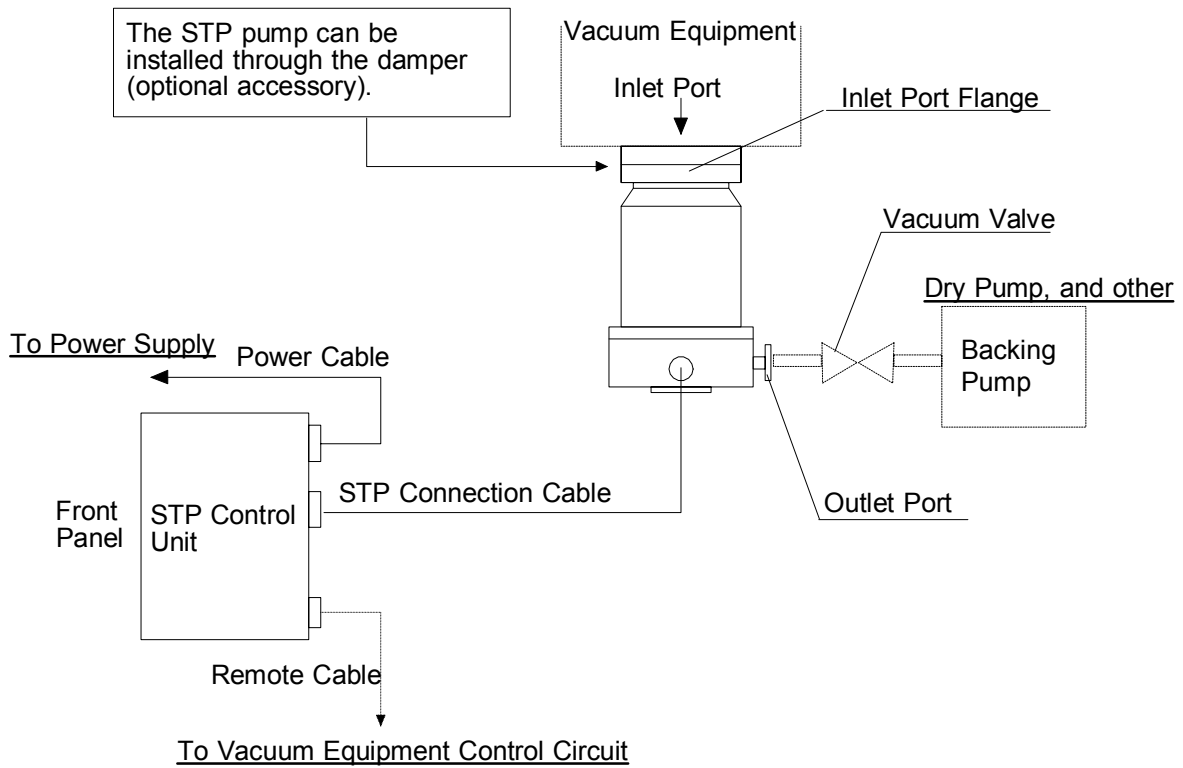 The STP pump can be
installed through the damper
(optional accessory).
Vacuum Equipment
Inlet Port
Inlet Port Flange
Vacuum Valve
Dry Pump, and other
Backing
Pump
Outlet Port
To Power Supply
Power Cable
STP Connection Cable
Front
Panel
STP Control
Unit
Remote Cable
To Vacuum Equipment Control Circuit